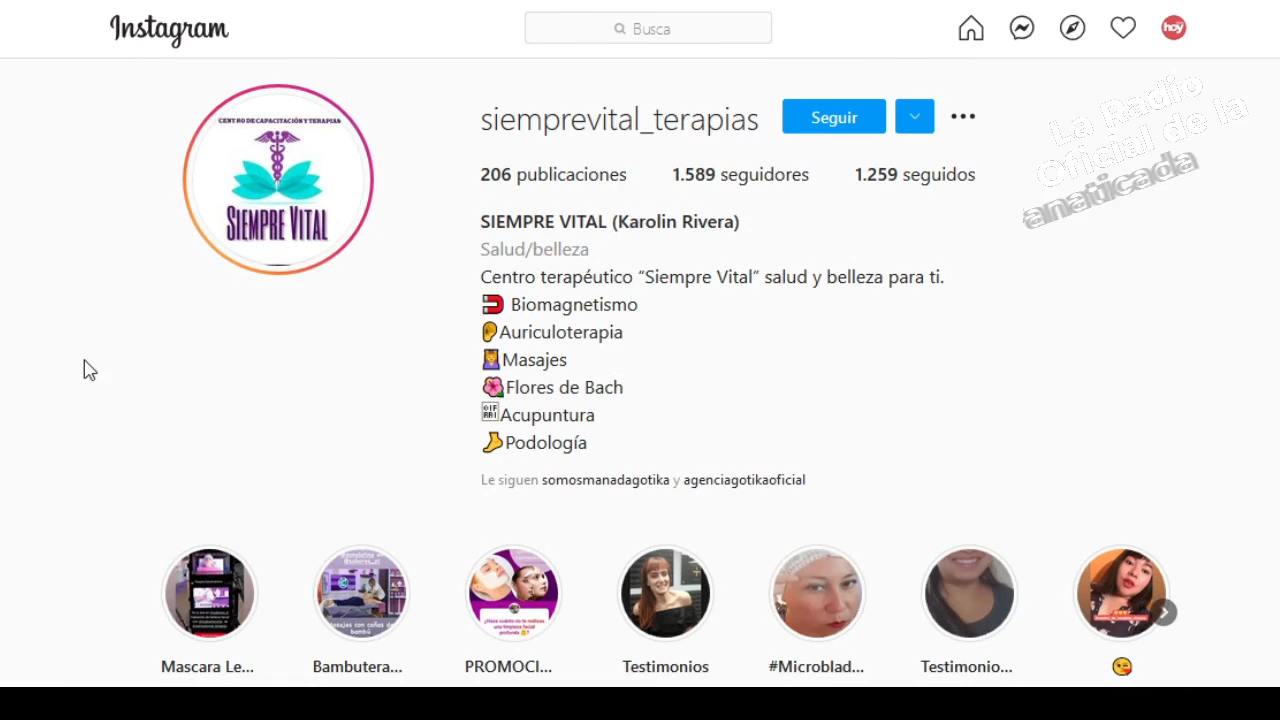 Instagram
Busca
hoy
La Radio
Oficial de la
CENTRO DE CAPACITACIÓN Y TERAPIAS
SIEMPRE VITAL
siemprevital_terapias
Seguir
206 publicaciones 1.589 seguidores 1.259 seguidos
SIEMPRE VITAL (Karolin Rivera)
Salud/belleza
Centro terapéutico “Siempre Vital” salud y belleza para ti.
Biomagnetismo
Auriculoterapia
Masajes
Flores de Bach
Acupuntura
Podología
Le siguen somosmanadagotika y agenciagotikaoficial
Mascara Le... Bambutera... PROMOCI... Testimonios #Microblad... Testimonio...